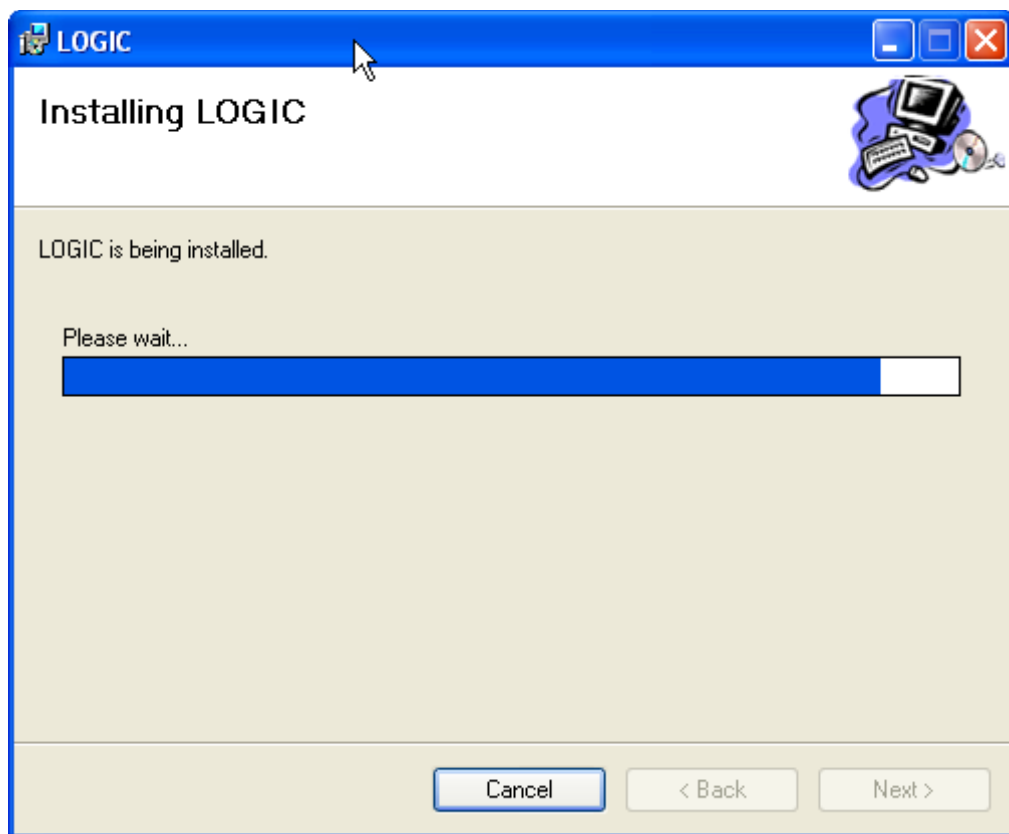 LOGIC
Installing LOGIC
LOGIC is being installed.
Please wait...
Cancel
< Back
Next >